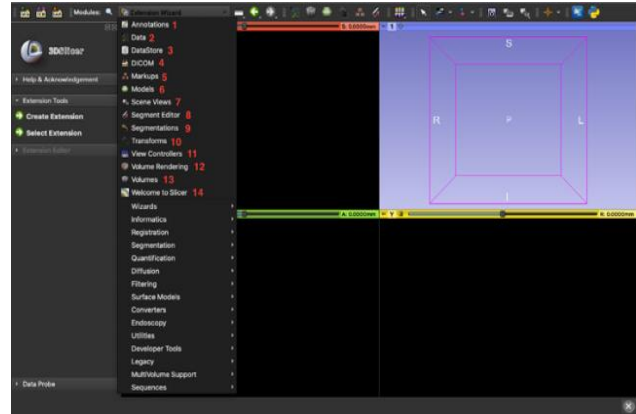 Modules: Extension Wizard
3DSlicer
Help & Acknowledgement
Extension Tools
Create Extension
Select Extension
Extension Editor
Data Probe
Annotations 1
Data 2
DataStore 3
DICOM 4
Markups 5
Models 6
Scene Views 7
Segment Editor 8
Segmentations 9
Transforms 10
View Controllers 11
Volume Rendering 12
Volumes 13
Welcome to Slicer 14
Wizards
Informatics
Registration
Segmentation
Quantification
Diffusion
Filtering
Surface Models
Converters
Endoscopy
Utilities
Developer Tools
Legacy
MultiVolume Support
Sequences
S: 0.0000mm
1
S
R
P
L
I
A: 0.0000mm
Y
R: 0.0000mm